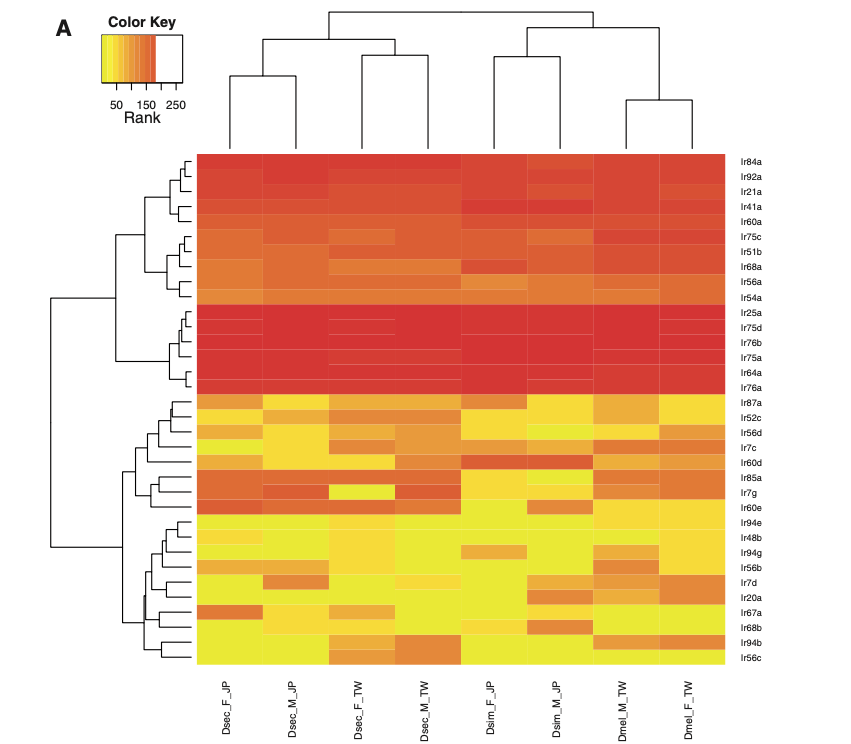 A
Color Key
50 150 250
Rank
Ir84a
Ir92a
Ir21a
Ir41a
Ir60a
Ir75c
Ir51b
Ir68a
Ir56a
Ir54a
Ir25a
Ir75d
Ir76b
Ir75a
Ir64a
Ir76a
Ir87a
Ir52c
Ir56d
Ir7c
Ir60d
Ir85a
Ir7g
Ir60e
Ir94e
Ir48b
Ir94g
Ir56b
Ir7d
Ir20a
Ir67a
Ir68b
Ir94b
Ir56c
Dsec_F_JP
Dsec_M_JP
Dsec_F_TW
Dsec_M_TW
Dsim_F_JP
Dsim_M_JP
Dmel_M_TW
Dmel_F_TW